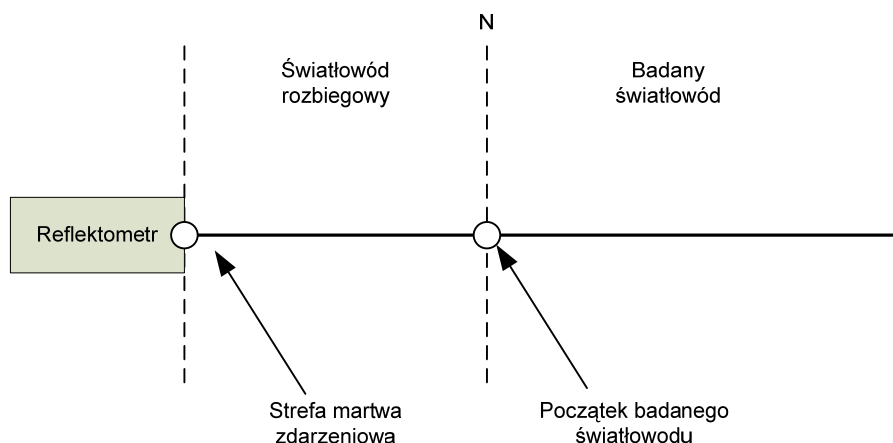 N
Światłowód
rozbiegowy
Badany
światłowód
Reflektometr
Strefa martwa
zdarzeniowa
Początek badanego
światłowodu